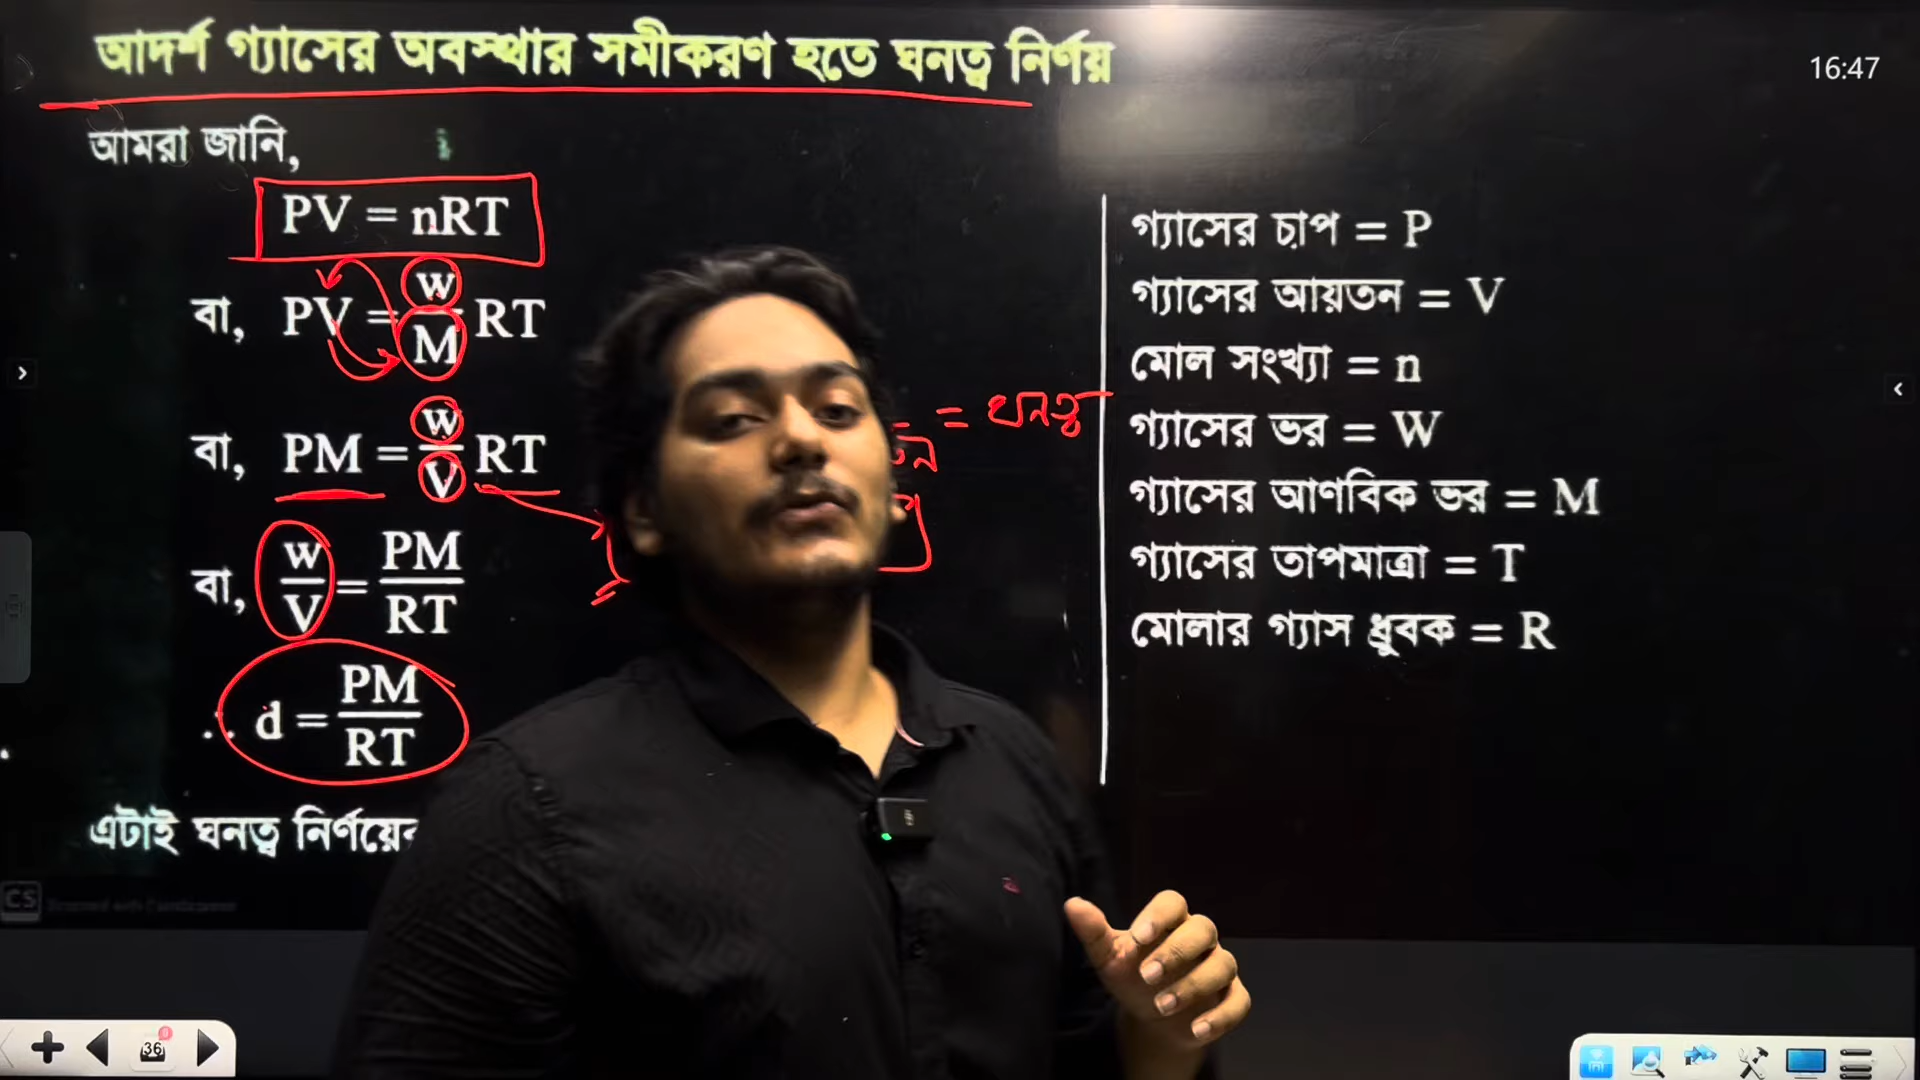 আদর্শ গ্যাসের অবস্থার সমীকরণ হতে ঘনত্ব নির্ণয়
16:47
আমরা জানি,
PV = nRT
বা, PV = w/M RT
বা, PM = w/V RT
= ঘনত্ব
বা, w/V = PM/RT
∴ d = PM/RT
এটাই ঘনত্ব
গ্যাসের চাপ = P
গ্যাসের আয়তন = V
মোল সংখ্যা = n
গ্যাসের ভর = W
গ্যাসের আণবিক ভর = M
গ্যাসের তাপমাত্রা = T
মোলার গ্যাস ধ্রুবক = R
CS
36